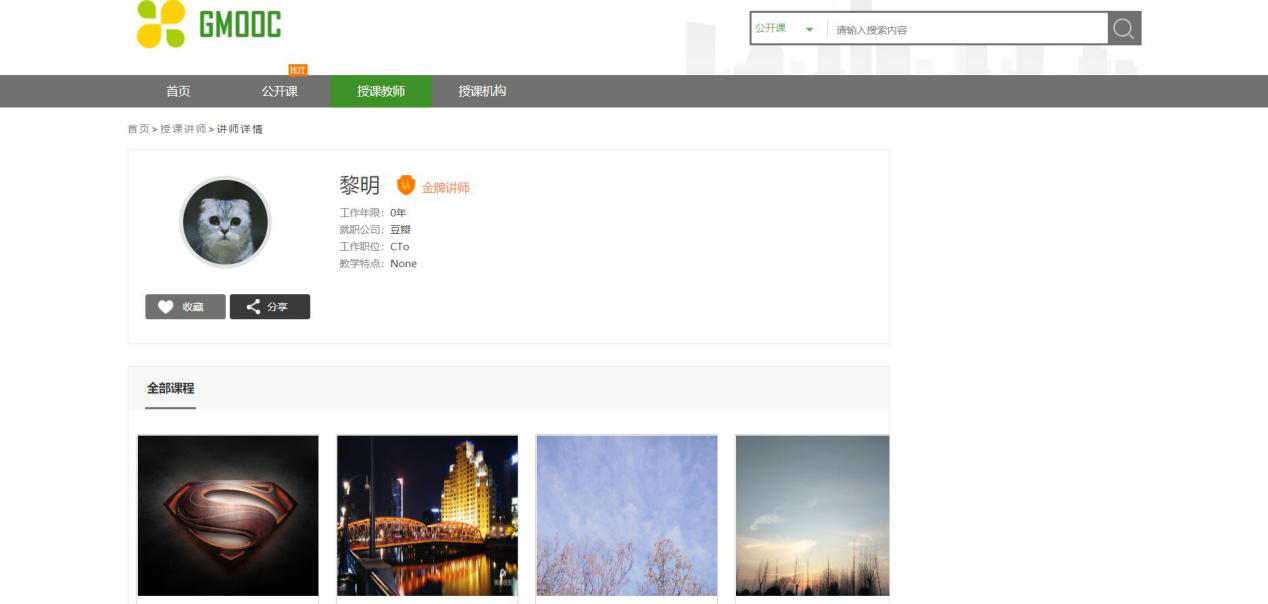 GMOOC
公开课
请输入搜索内容
HOT
首页 公开课 授课教师 授课机构
首页 > 授课讲师 > 讲师详情
黎明 认 金牌讲师
工作年限：0年
就职公司：豆瓣
工作职位：CTo
教学特点：None
收藏 分享
全部课程